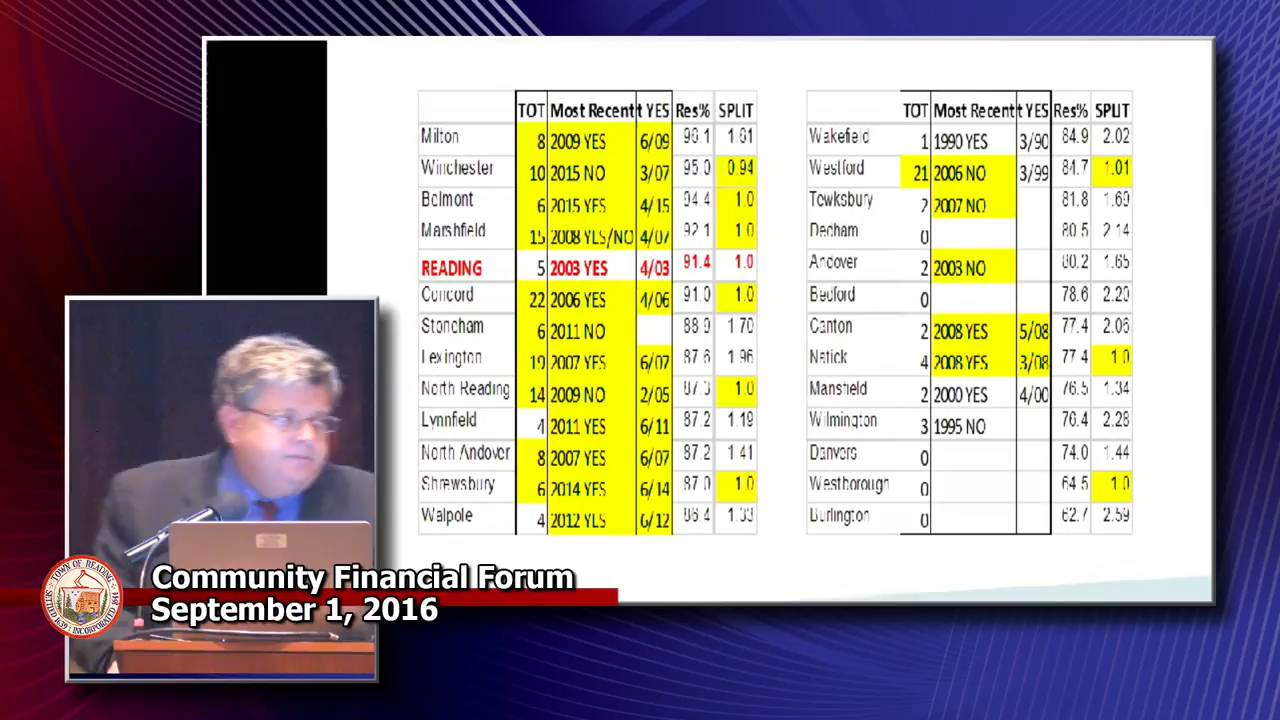 TOT Most Recent t YES Res% SPLIT
Milton 8 2009 YES 6/09 1.61
Winchester 10 2015 NO 3/07 95.0 0.94
Belmont 6 2015 YES 4/15 94.4 1.0
Marshfield 15 2008 YES/NO 4/07 92.1 1.0
READING 5 2003 YES 4/03 91.4 1.0
Concord 22 2006 YES 4/06 91.0 1.0
Stoneham 6 2011 NO 88.9 1.70
Lexington 19 2007 YES 6/07 87.6 1.96
North Reading 14 2009 NO 2/05 87.3 1.0
Lynnfield 4 2011 YES 6/11 87.2 1.19
North Andover 8 2007 YES 6/07 87.2 1.41
Shrewsbury 6 2014 YES 6/14 87.0 1.0
Walpole 4 2012 YES 6/12 86.4 1.33
TOT Most Recent t YES Res% SPLIT
Wakefield 1 1990 YES 3/90 84.9 2.02
Westford 21 2006 NO 3/99 84.7 1.01
Tewksbury 2 2007 NO 81.8 1.69
Dedham 0 80.5 2.14
Andover 2 2003 NO 80.2 1.65
Bedford 0 78.6 2.20
Canton 2 2008 YES 5/08 77.4 2.06
Natick 4 2008 YES 3/08 77.4 1.0
Mansfield 2 2000 YES 4/00 76.5 1.34
Wilmington 3 1995 NO 76.4 2.28
Danvers 0 74.0 1.44
Westborough 0 64.5 1.0
Burlington 0 62.7 2.59
TOWN OF READING
Community Financial Forum
September 1, 2016